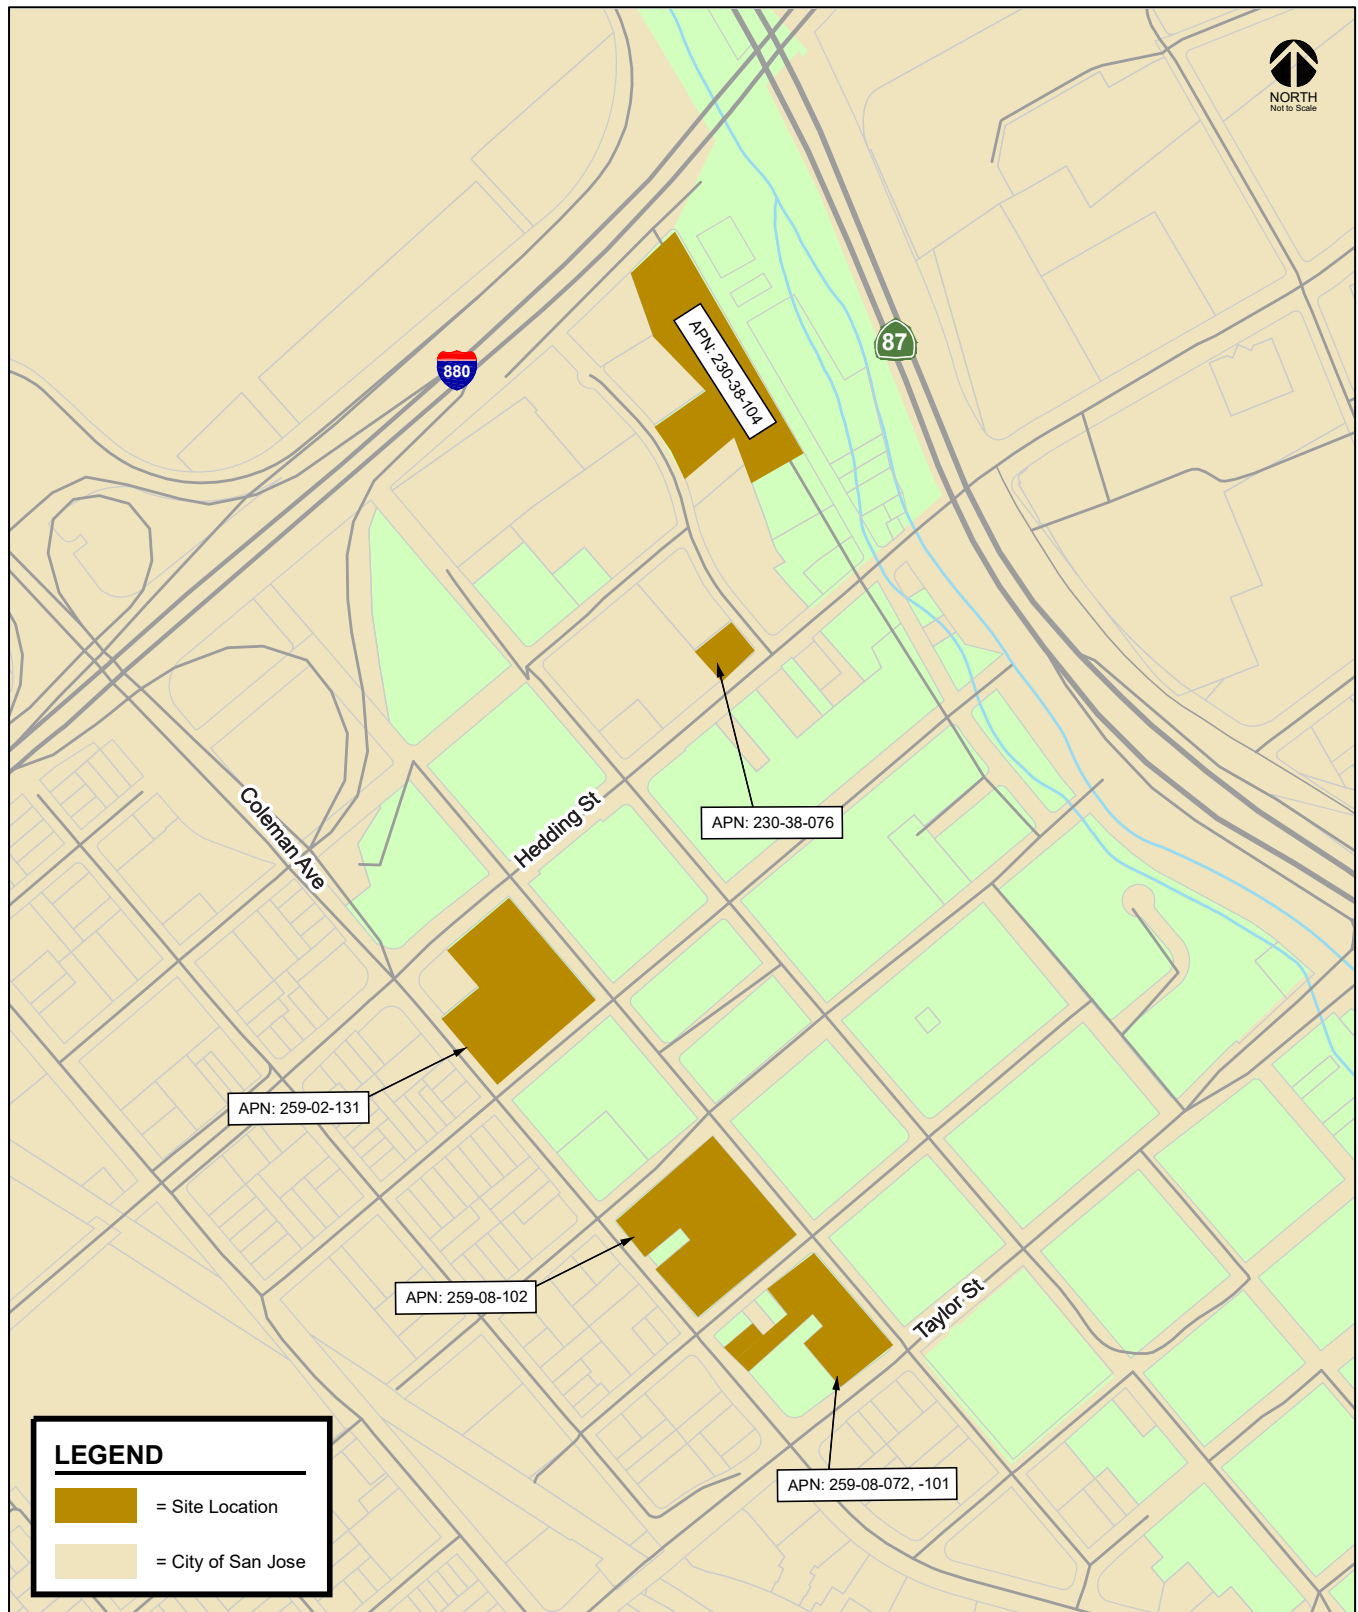 NORTH
Not to Scale
87
880
APN: 230-38-104
APN: 230-38-076
Coleman Ave
Hedding St
APN: 259-02-131
APN: 259-08-102
Taylor St
APN: 259-08-072, -101
LEGEND
= Site Location
= City of San Jose